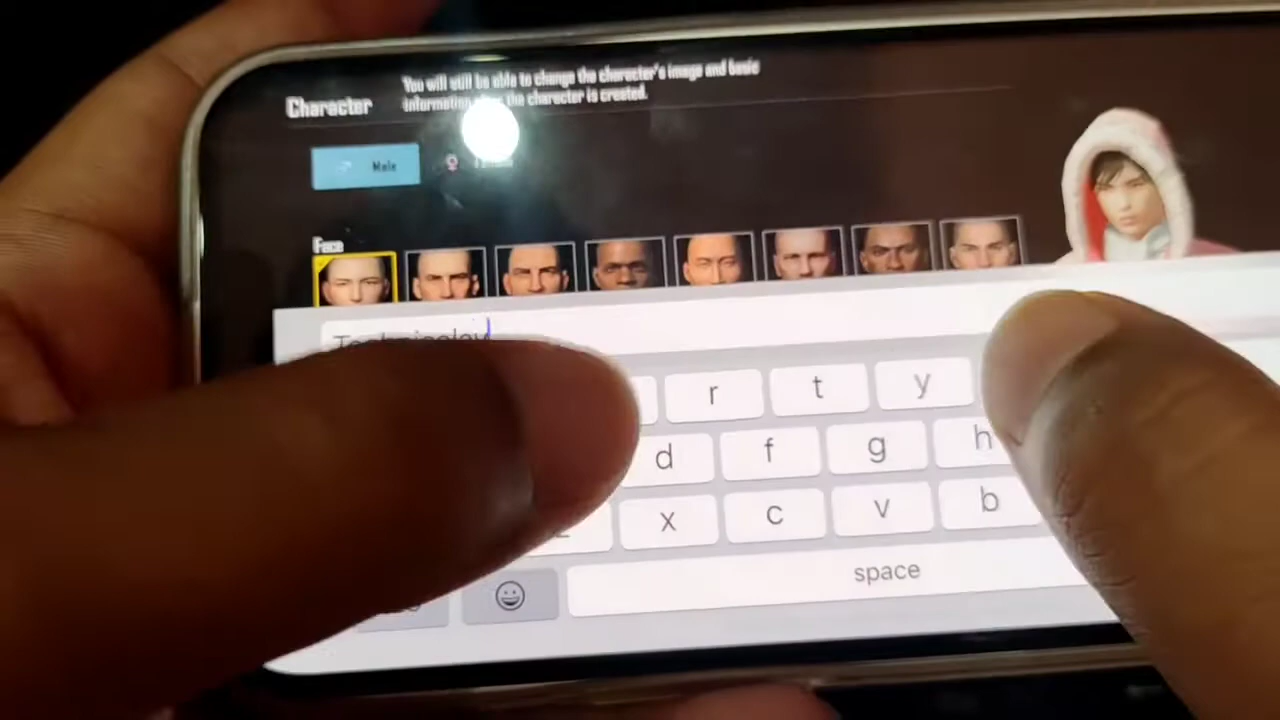 Character
You will still be able to change the character's image and basic
information the character is created.
Male
Face
r t y
d f g h
x c v b
space